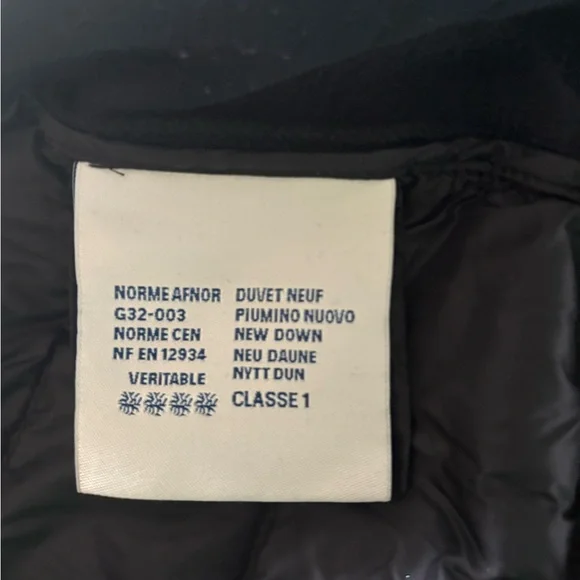 NORME AFNOR DUVET NEUF
G32-003 PIUMINO NUOVO
NORME CEN NEW DOWN
NF EN 12934 NEU DAUNE
VERITABLE NYTT DUN
CLASSE 1